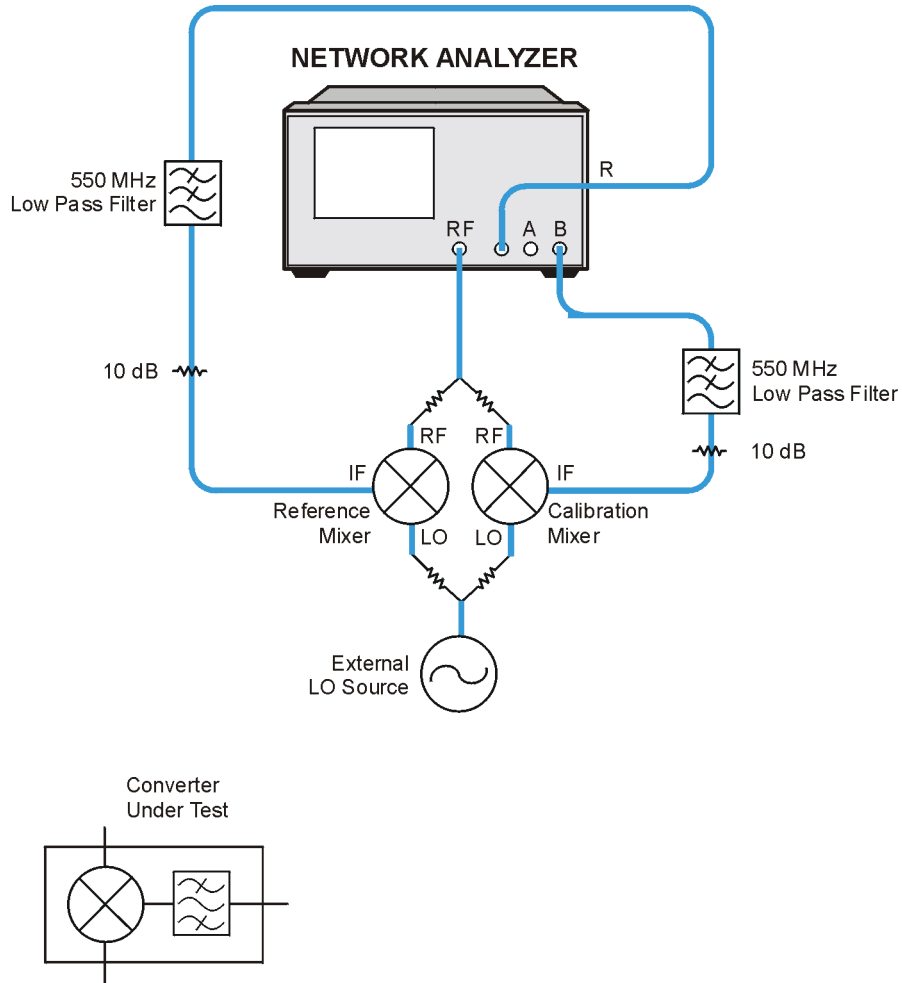 NETWORK ANALYZER
R
550 MHz
Low Pass Filter
RF
A
B
10 dB
550 MHz
Low Pass Filter
RF
RF
10 dB
IF
IF
Reference
Mixer
Calibration
Mixer
LO
LO
External
LO Source
Converter
Under Test